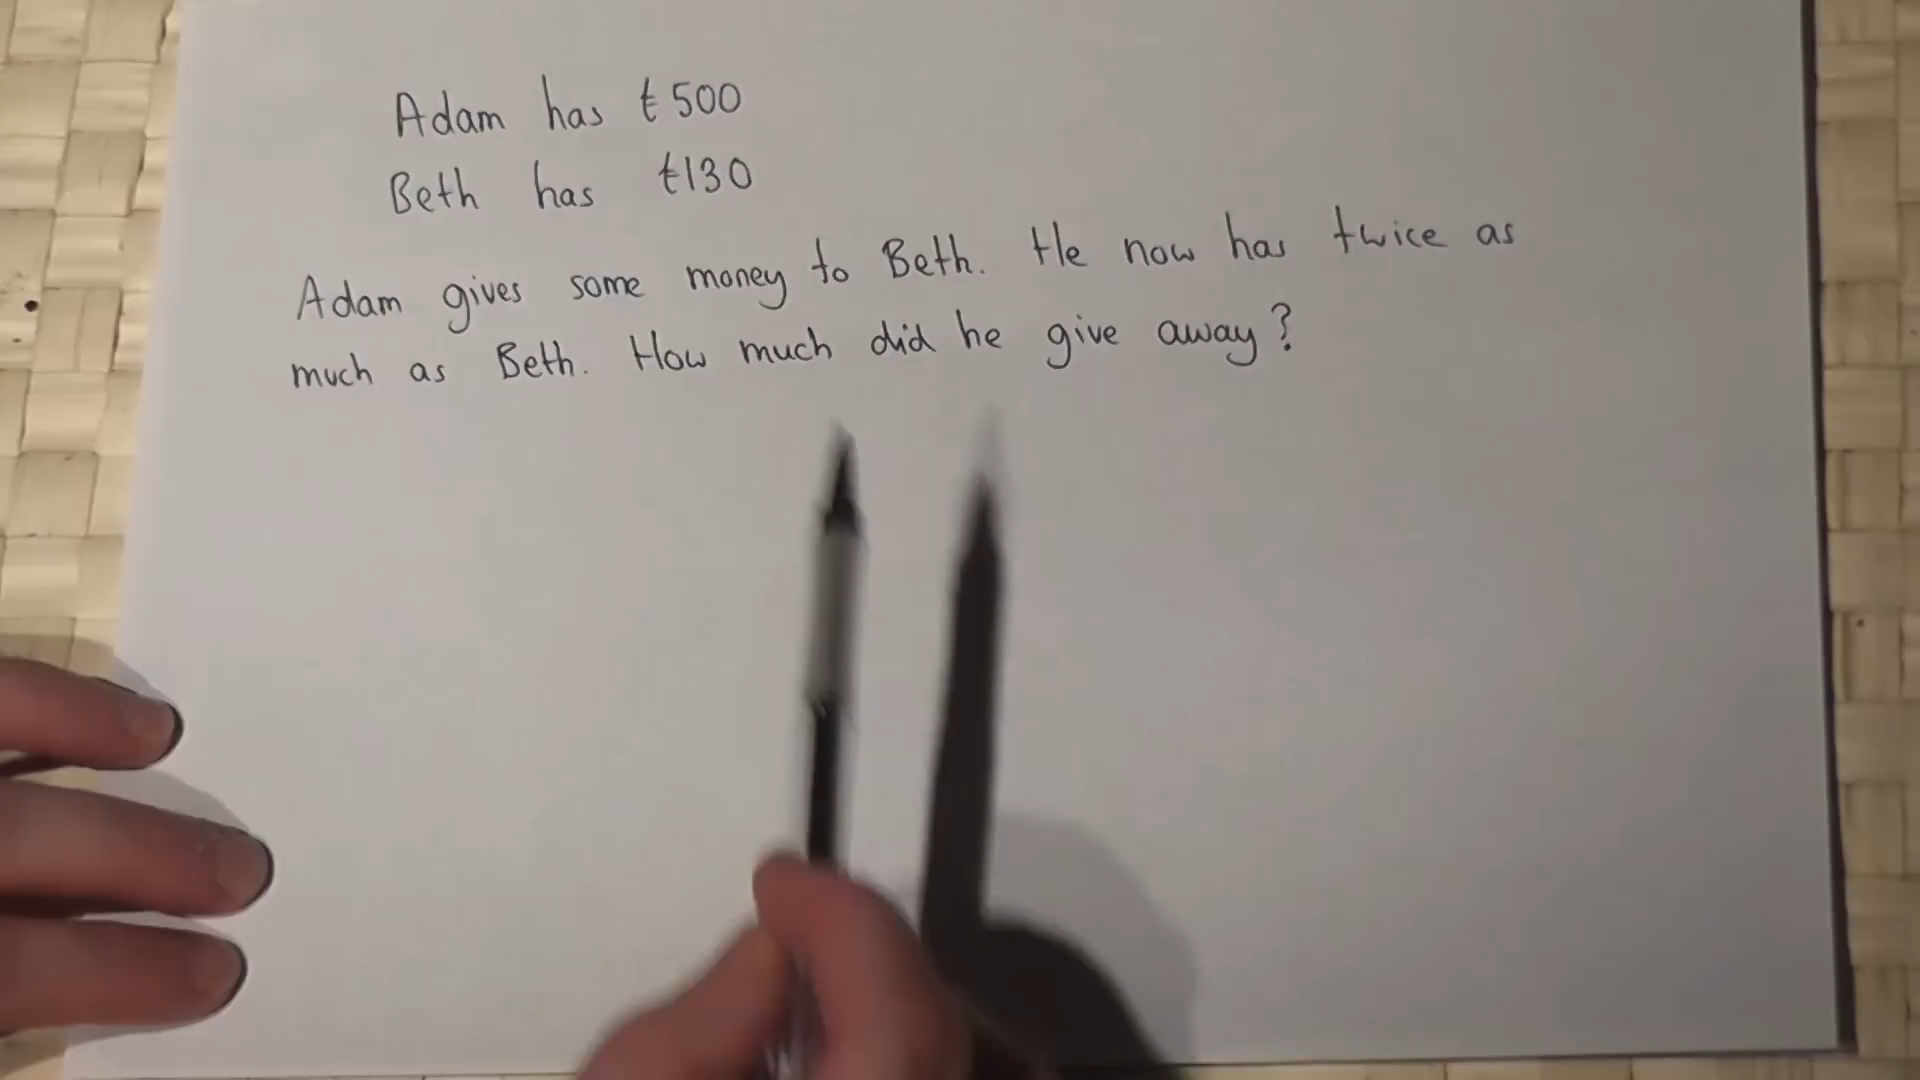 Adam has £500
Beth has £130
Adam gives some money to Beth. He now has twice as
much as Beth. How much did he give away?